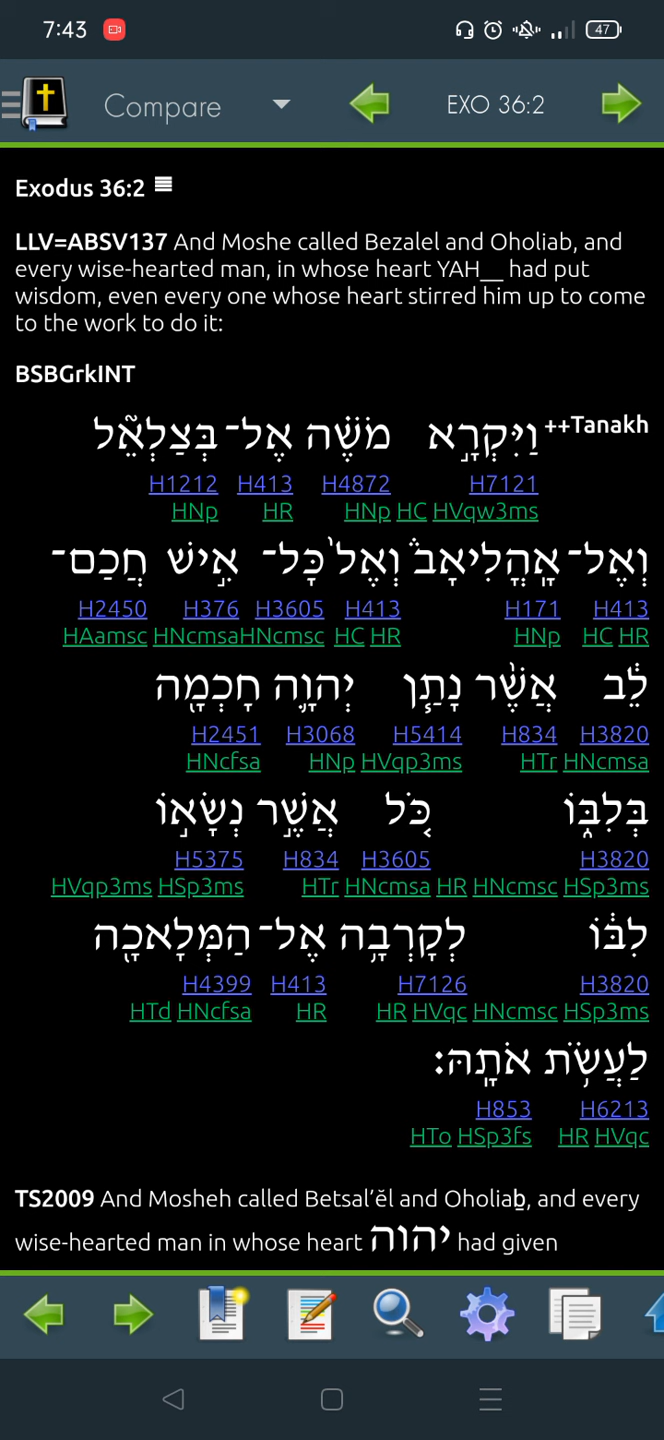 7:43
47
Compare
EXO 36:2
Exodus 36:2
LLV=ABSV137 And Moshe called Bezalel and Oholiab, and
every wise-hearted man, in whose heart YAH__ had put
wisdom, even every one whose heart stirred him up to come
to the work to do it:
BSBGrkINT
++Tanakh וַיִּקְרָ֣א מֹשֶׁ֗ה אֶל־ בְּצַלְאֵ֘ל֮
H1212 H413 H4872 H7121
HNp HR HNp HC HVqw3ms
וְאֶל־ אׇֽהֳלִיאָב֒ וְאֶל֙ כׇּל־ אִ֣ישׁ חֲכַם־
H2450 H376 H3605 H413 H171 H413
HAamsc HNcmsa HNcmsc HC HR HNp HC HR
לֵ֔ב אֲשֶׁ֨ר נָתַ֧ן יְהוָ֛ה חׇכְמָ֖ה
H2451 H3068 H5414 H834 H3820
HNcfsa HNp HVqp3ms HTr HNcmsa
בְּלִבּ֑וֹ כֹּ֚ל אֲשֶׁ֣ר נְשָׂא֣וֹ
H5375 H834 H3605 H3820
HVqp3ms HSp3ms HTr HNcmsa HR HNcmsc HSp3ms
לִבּ֔וֹ לְקׇרְבָ֥ה אֶל־ הַמְּלָאכָ֖ה
H4399 H413 H7126 H3820
HTd HNcfsa HR HR HVqc HNcmsc HSp3ms
לַעֲשֹׂ֥ת אֹתָֽהּ׃
H853 H6213
HTo HSp3fs HR HVqc
TS2009 And Mosheh called Betsal’ĕl and Oholiaḇ, and every
wise-hearted man in whose heart יהוה had given